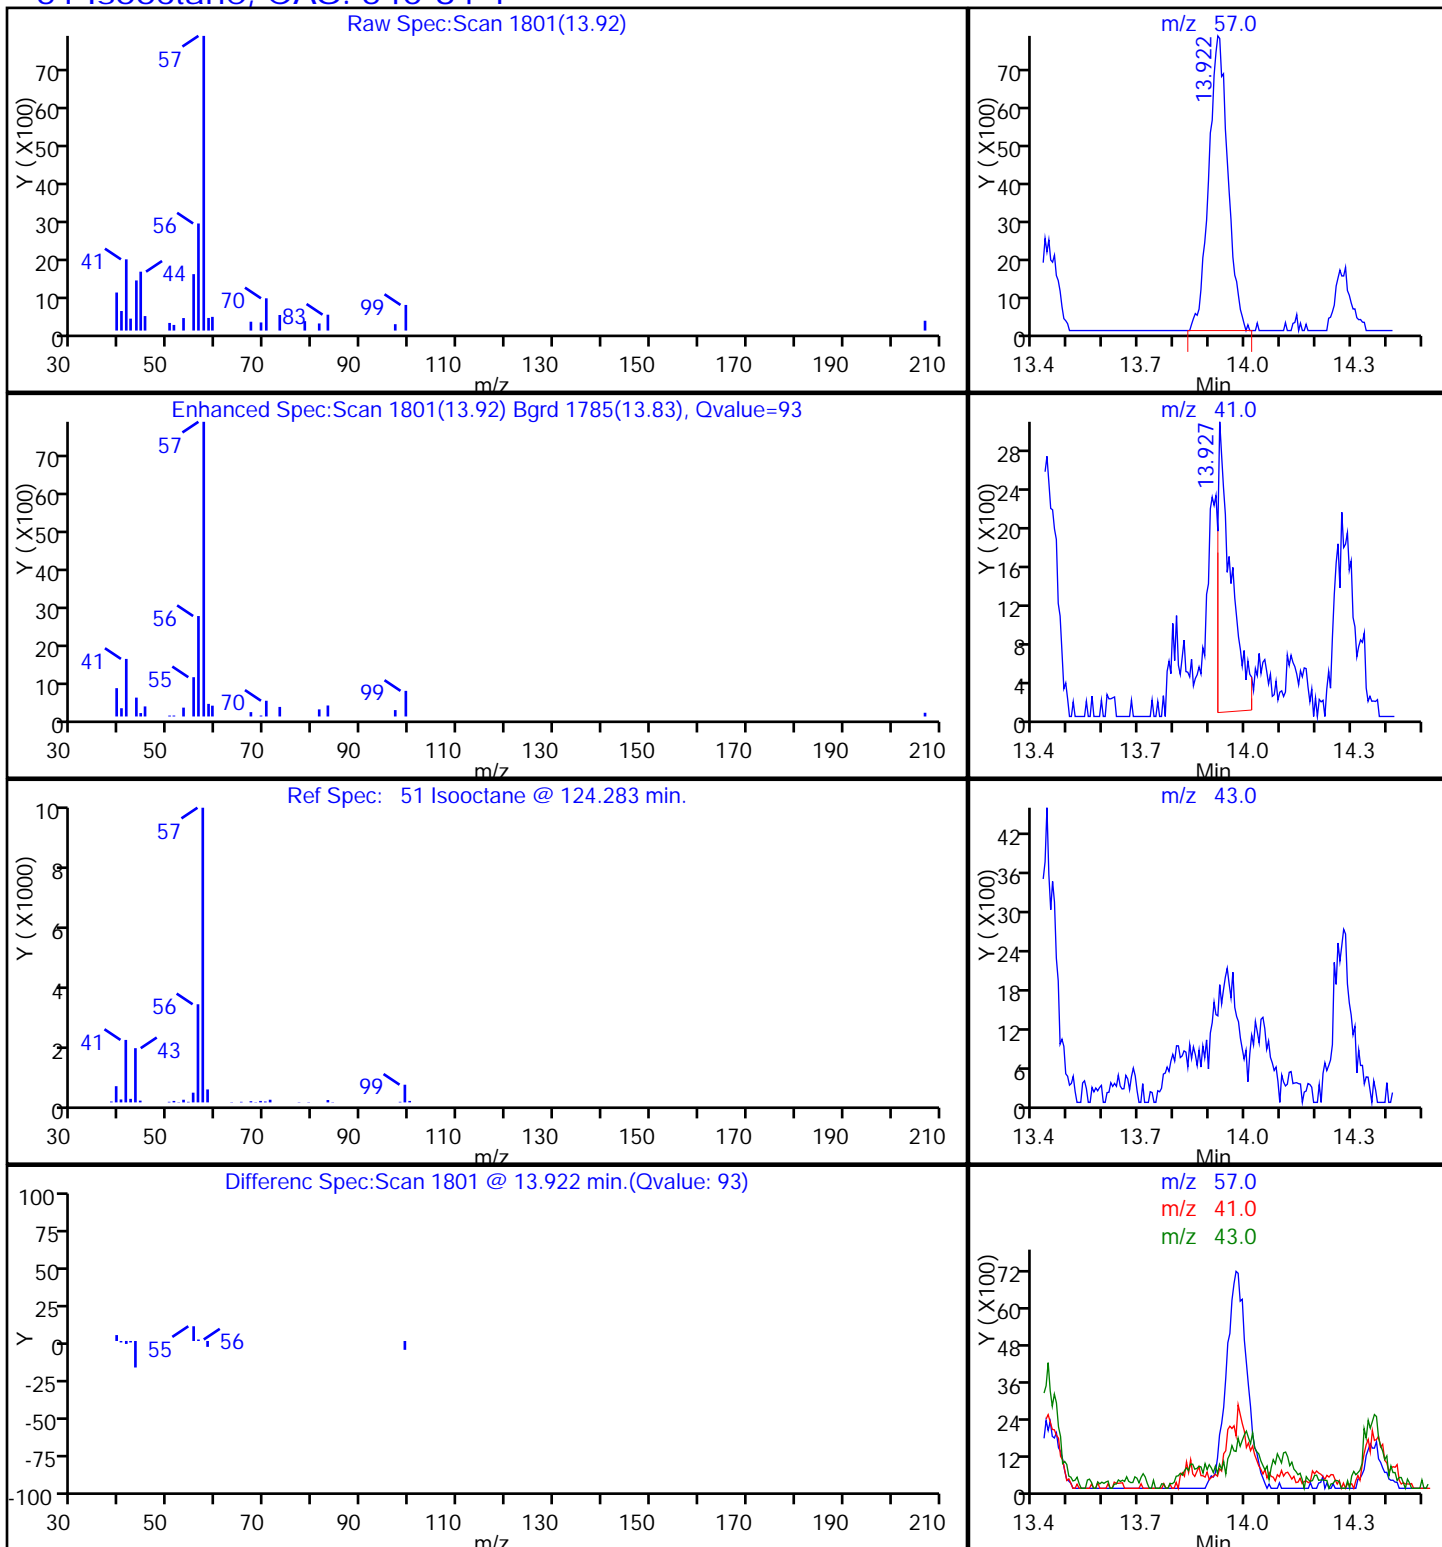 Raw Spec:Scan 1801(13.92)
Y ( X100)
70
60
50
40
30
20
10
0
57
56
41
44
70
83
99
30 50 70 90 110 130 150 170 190 210
m/z
m/z 57.0
Y ( X100)
70
60
50
40
30
20
10
0
13.922
13.4 13.7 14.0 14.3
Min
Enhanced Spec:Scan 1801(13.92) Bgrd 1785(13.83), Qvalue=93
Y ( X100)
70
60
50
40
30
20
10
0
57
56
41
55
70
99
30 50 70 90 110 130 150 170 190 210
m/z
m/z 41.0
Y ( X100)
28
24
20
16
12
8
4
0
13.927
13.4 13.7 14.0 14.3
Min
Ref Spec: 51 Isooctane @ 124.283 min.
Y ( X1000)
10
8
6
4
2
0
57
56
41
43
99
30 50 70 90 110 130 150 170 190 210
m/z
m/z 43.0
Y ( X100)
42
36
30
24
18
12
6
0
13.4 13.7 14.0 14.3
Min
Differenc Spec:Scan 1801 @ 13.922 min.(Qvalue: 93)
Y
100
75
50
25
0
-25
-50
-75
-100
55
56
30 50 70 90 110 130 150 170 190 210
m/z
m/z 57.0
m/z 41.0
m/z 43.0
Y ( X100)
72
60
48
36
24
12
0
13.4 13.7 14.0 14.3
Min